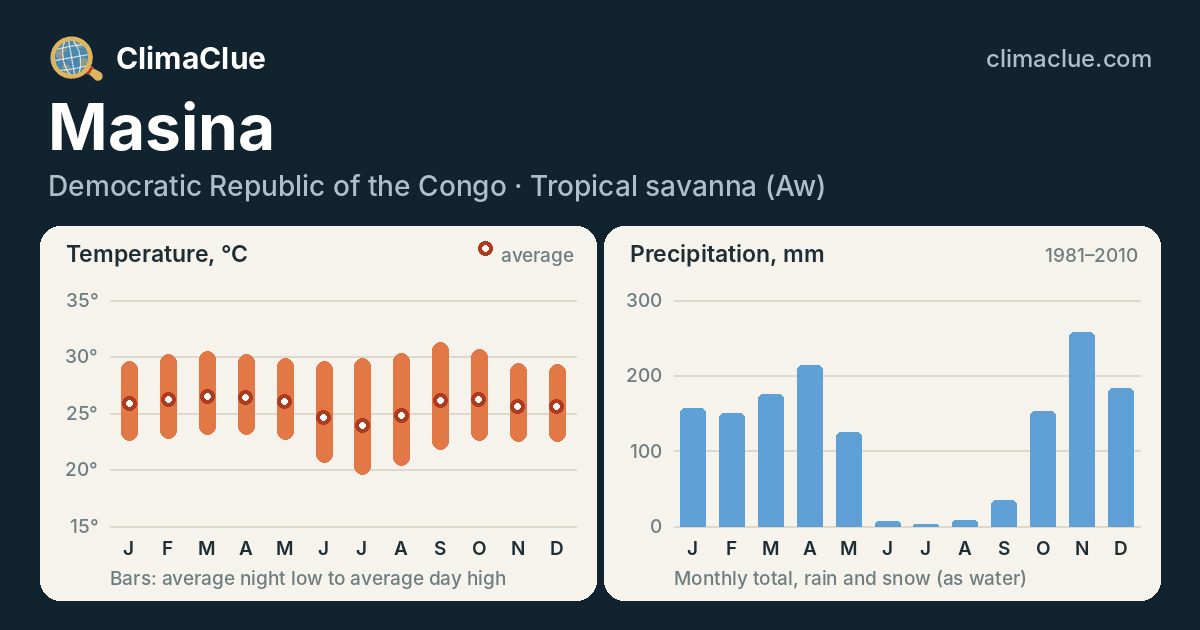 ClimaClue
climaclue.com
Masina
Democratic Republic of the Congo · Tropical savanna (Aw)
Temperature, °C
average
35°
30°
25°
20°
15°
J F M A M J J A S O N D
Bars: average night low to average day high
Precipitation, mm
1981–2010
300
200
100
0
J F M A M J J A S O N D
Monthly total, rain and snow (as water)